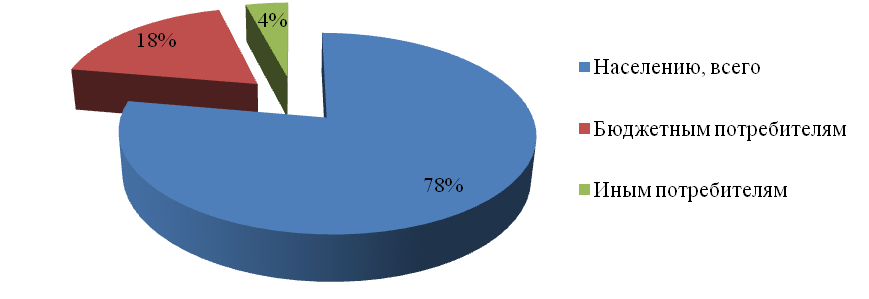 4%
18%
78%
Населению, всего
Бюджетным потребителям
Иным потребителям